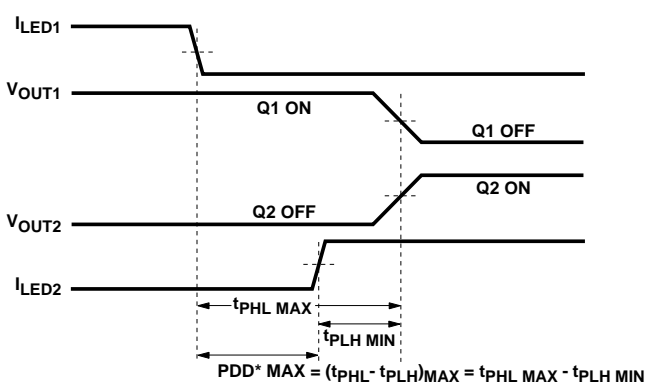 ILED1
VOUT1
Q1 ON
Q1 OFF
Q2 ON
Q2 OFF
VOUT2
ILED2
tPHL MAX
tPLH MIN
PDD* MAX = (tPHL- tPLH)MAX = tPHL MAX - tPLH MIN